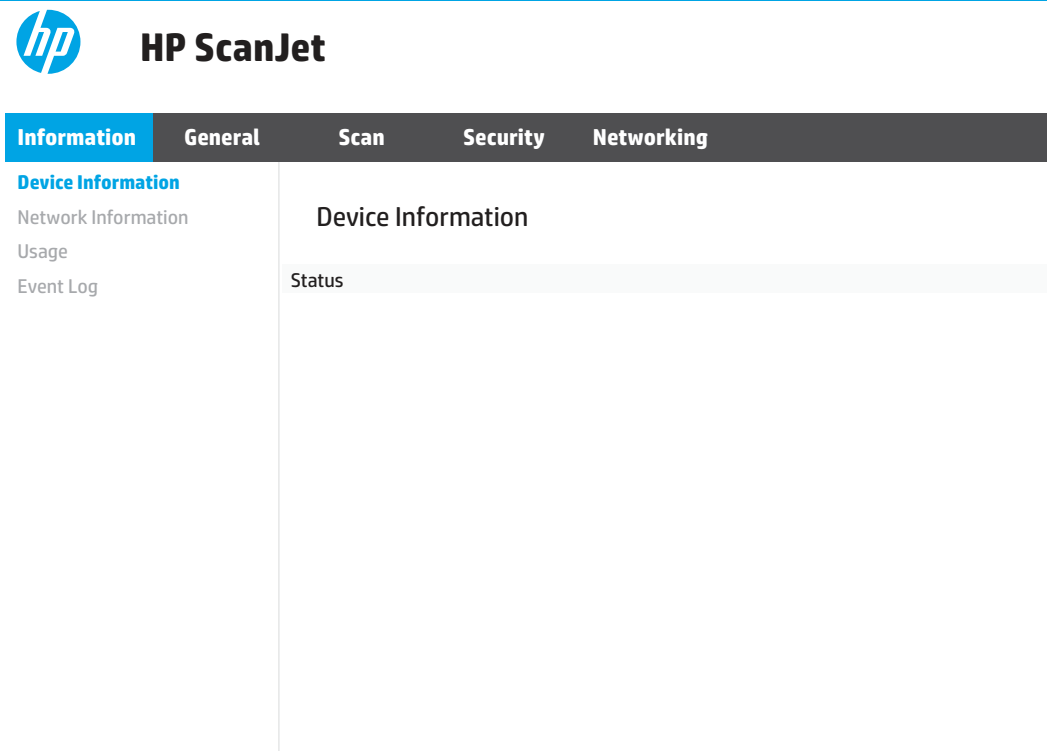 hp
HP ScanJet
Information General Scan Security Networking
Device Information
Network Information
Usage
Event Log
Device Information
Status